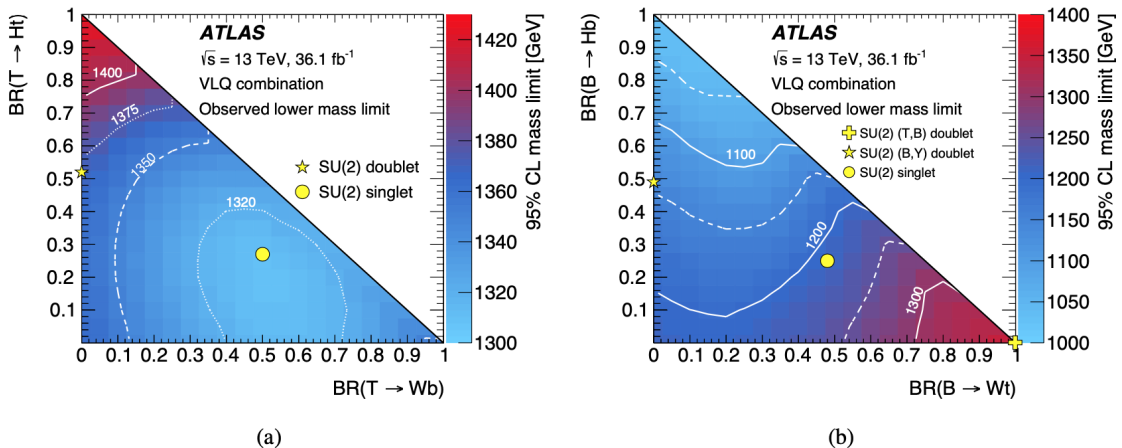 ATLAS
√s = 13 TeV, 36.1 fb⁻¹
VLQ combination
Observed lower mass limit
SU(2) doublet
SU(2) singlet
1400
1375
1350
1320
BR(T → Ht)
1
0.9
0.8
0.7
0.6
0.5
0.4
0.3
0.2
0.1
0 0.1 0.2 0.3 0.4 0.5 0.6 0.7 0.8 0.9 1
BR(T → Wb)
95% CL mass limit [GeV]
1420
1400
1380
1360
1340
1320
1300
(a)
ATLAS
√s = 13 TeV, 36.1 fb⁻¹
VLQ combination
Observed lower mass limit
SU(2) (T,B) doublet
SU(2) (B,Y) doublet
SU(2) singlet
1100
1200
1300
BR(B → Hb)
1
0.9
0.8
0.7
0.6
0.5
0.4
0.3
0.2
0.1
0 0.1 0.2 0.3 0.4 0.5 0.6 0.7 0.8 0.9 1
BR(B → Wt)
95% CL mass limit [GeV]
1400
1350
1300
1250
1200
1150
1100
1050
1000
(b)